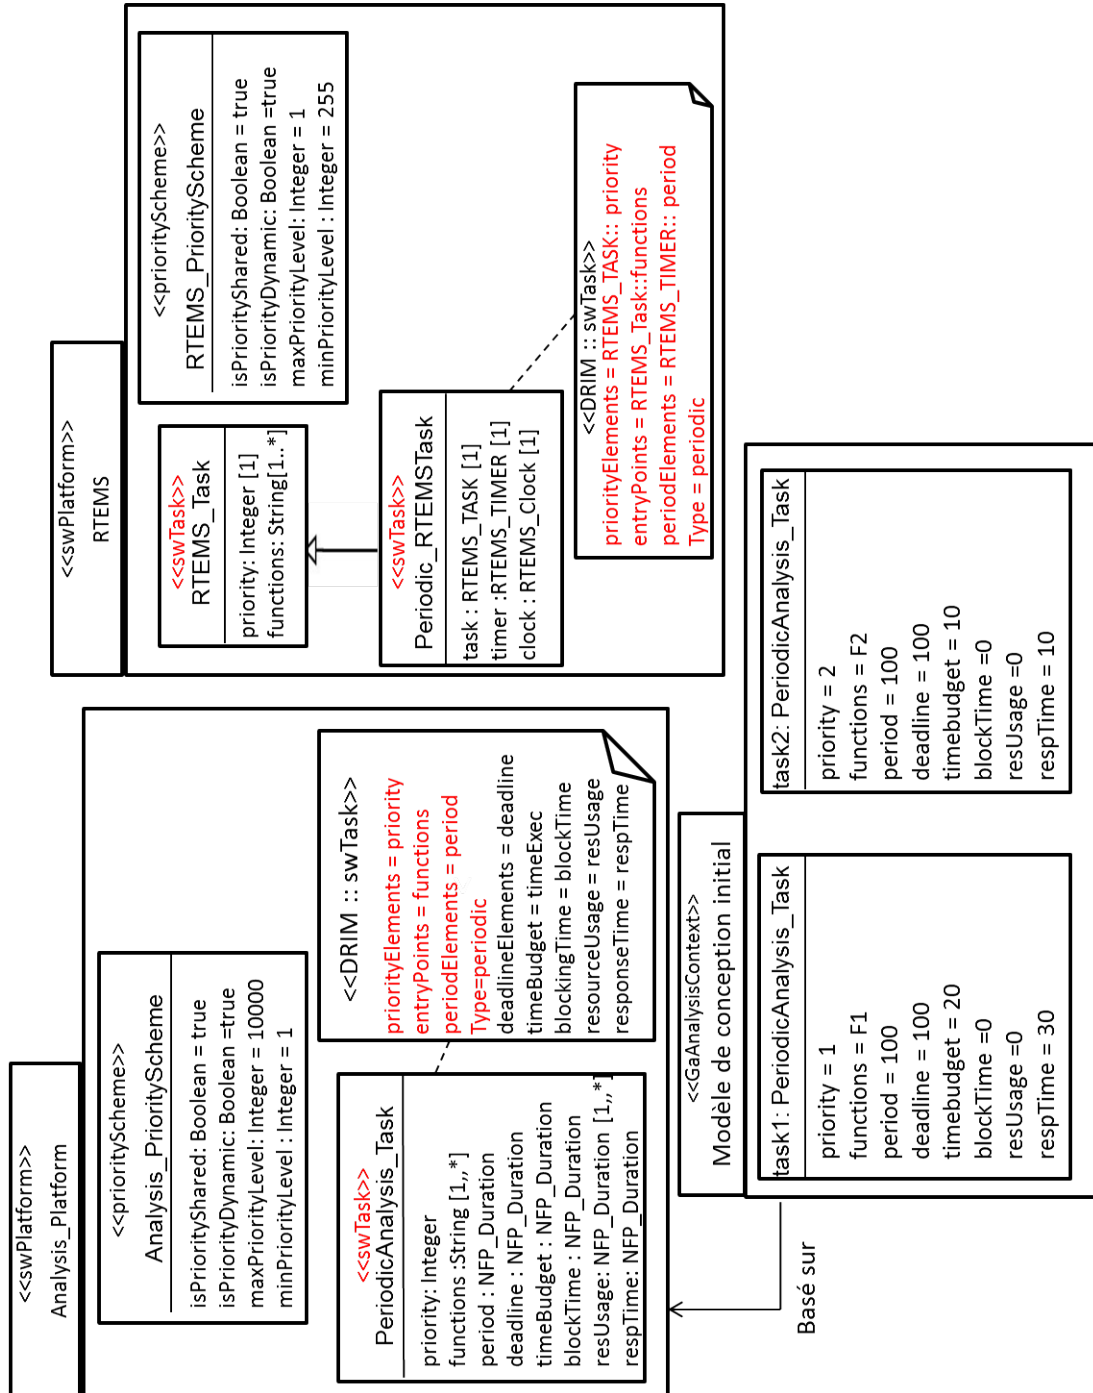 <<swPlatform>>
Analysis_Platform
<<priorityScheme>>
Analysis_PriorityScheme
isPriorityShared: Boolean = true
isPriorityDynamic: Boolean =true
maxPriorityLevel: Integer = 10000
minPriorityLevel : Integer = 1
<<swTask>>
PeriodicAnalysis_Task
priority: Integer
functions :String [1,,*]
period : NFP_Duration
deadline : NFP_Duration
timeBudget : NFP_Duration
blockTime : NFP_Duration
resUsage: NFP_Duration [1,,*]
respTime: NFP_Duration
<<DRIM :: swTask>>
priorityElements = priority
entryPoints = functions
periodElements = period
Type=periodic
deadlineElements = deadline
timeBudget = timeExec
blockingTime = blockTime
resourceUsage = resUsage
responseTime = respTime
<<swPlatform>>
RTEMS
<<swTask>>
RTEMS_Task
priority: Integer [1]
functions: String[1..*]
<<priorityScheme>>
RTEMS_PriorityScheme
isPriorityShared: Boolean = true
isPriorityDynamic: Boolean =true
maxPriorityLevel: Integer = 1
minPriorityLevel : Integer = 255
<<swTask>>
Periodic_RTEMSTask
task : RTEMS_TASK [1]
timer :RTEMS_TIMER [1]
clock : RTEMS_Clock [1]
<<DRIM :: swTask>>
priorityElements = RTEMS_TASK:: priority
entryPoints = RTEMS_Task::functions
periodElements = RTEMS_TIMER:: period
Type = periodic
<<GaAnalysisContext>>
Modèle de conception initial
task1: PeriodicAnalysis_Task
priority = 1
functions = F1
period = 100
deadline = 100
timebudget = 20
blockTime =0
resUsage =0
respTime = 30
task2: PeriodicAnalysis_Task
priority = 2
functions = F2
period = 100
deadline = 100
timebudget = 10
blockTime =0
resUsage =0
respTime = 10
Basé sur